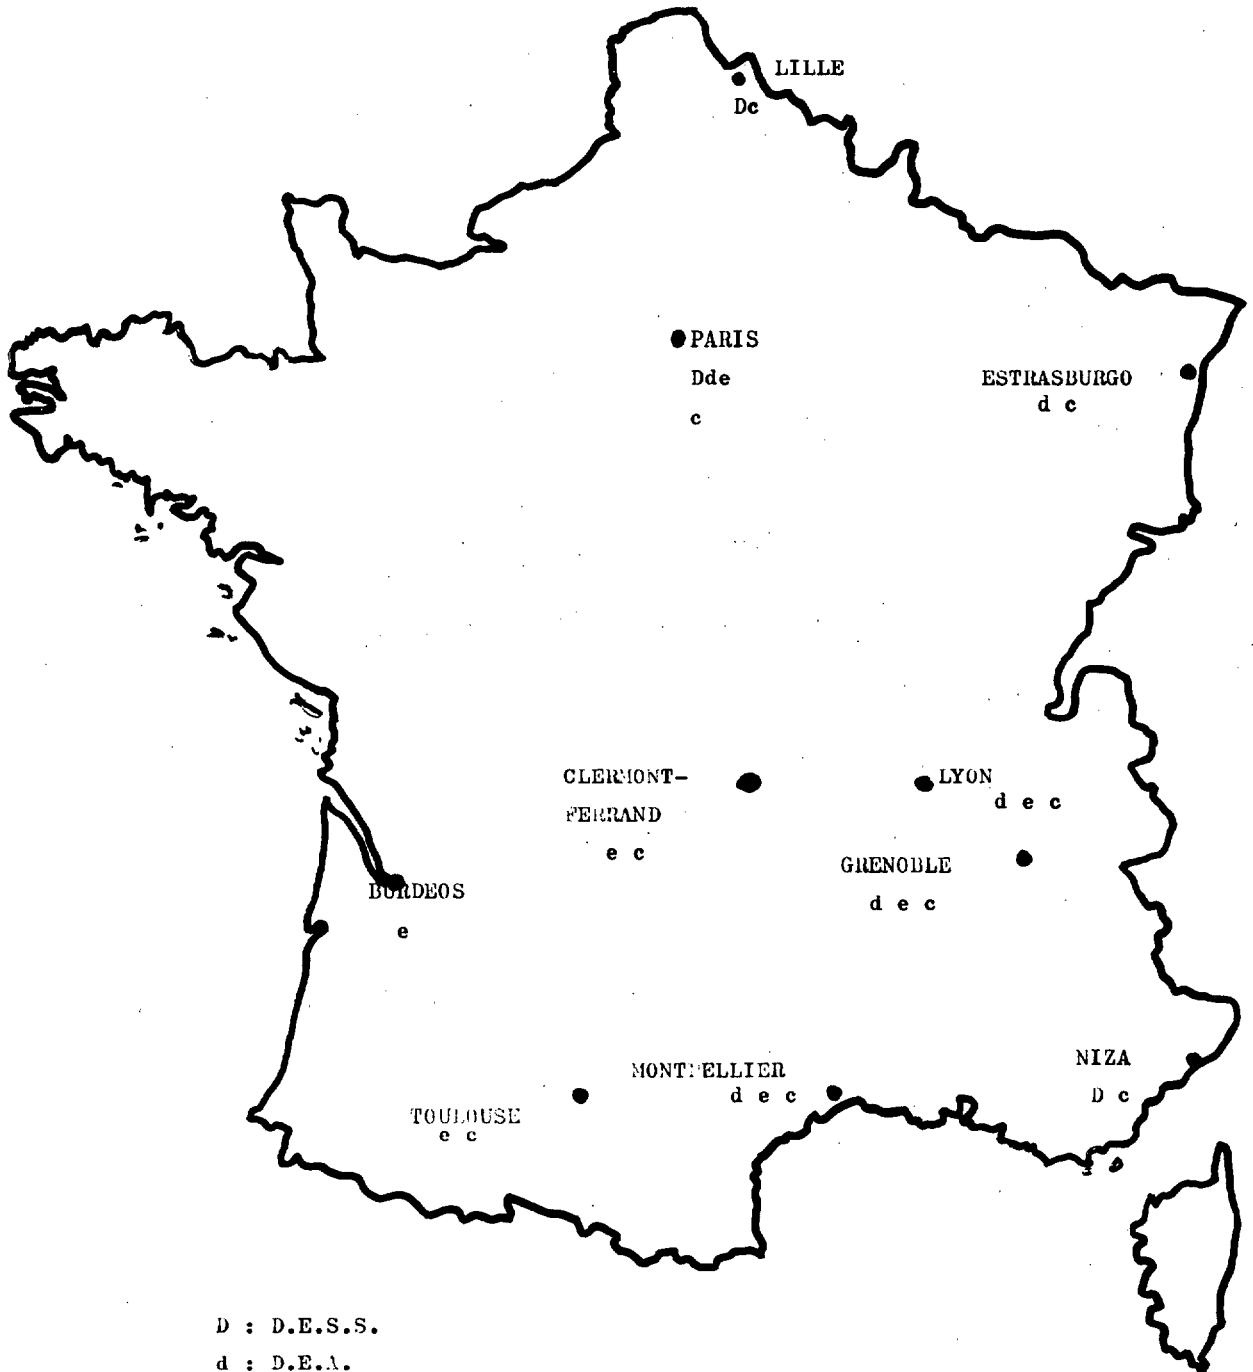 LILLE
Dc
PARIS
Dde
c
ESTRASBURGO
d c
CLERMONT-
FERRAND
e c
LYON
d e c
GRENOBLE
d e c
BURDEOS
e
MONTPELLIER
d e c
NIZA
D c
TOULOUSE
e c
D : D.E.S.S.
d : D.E.A.